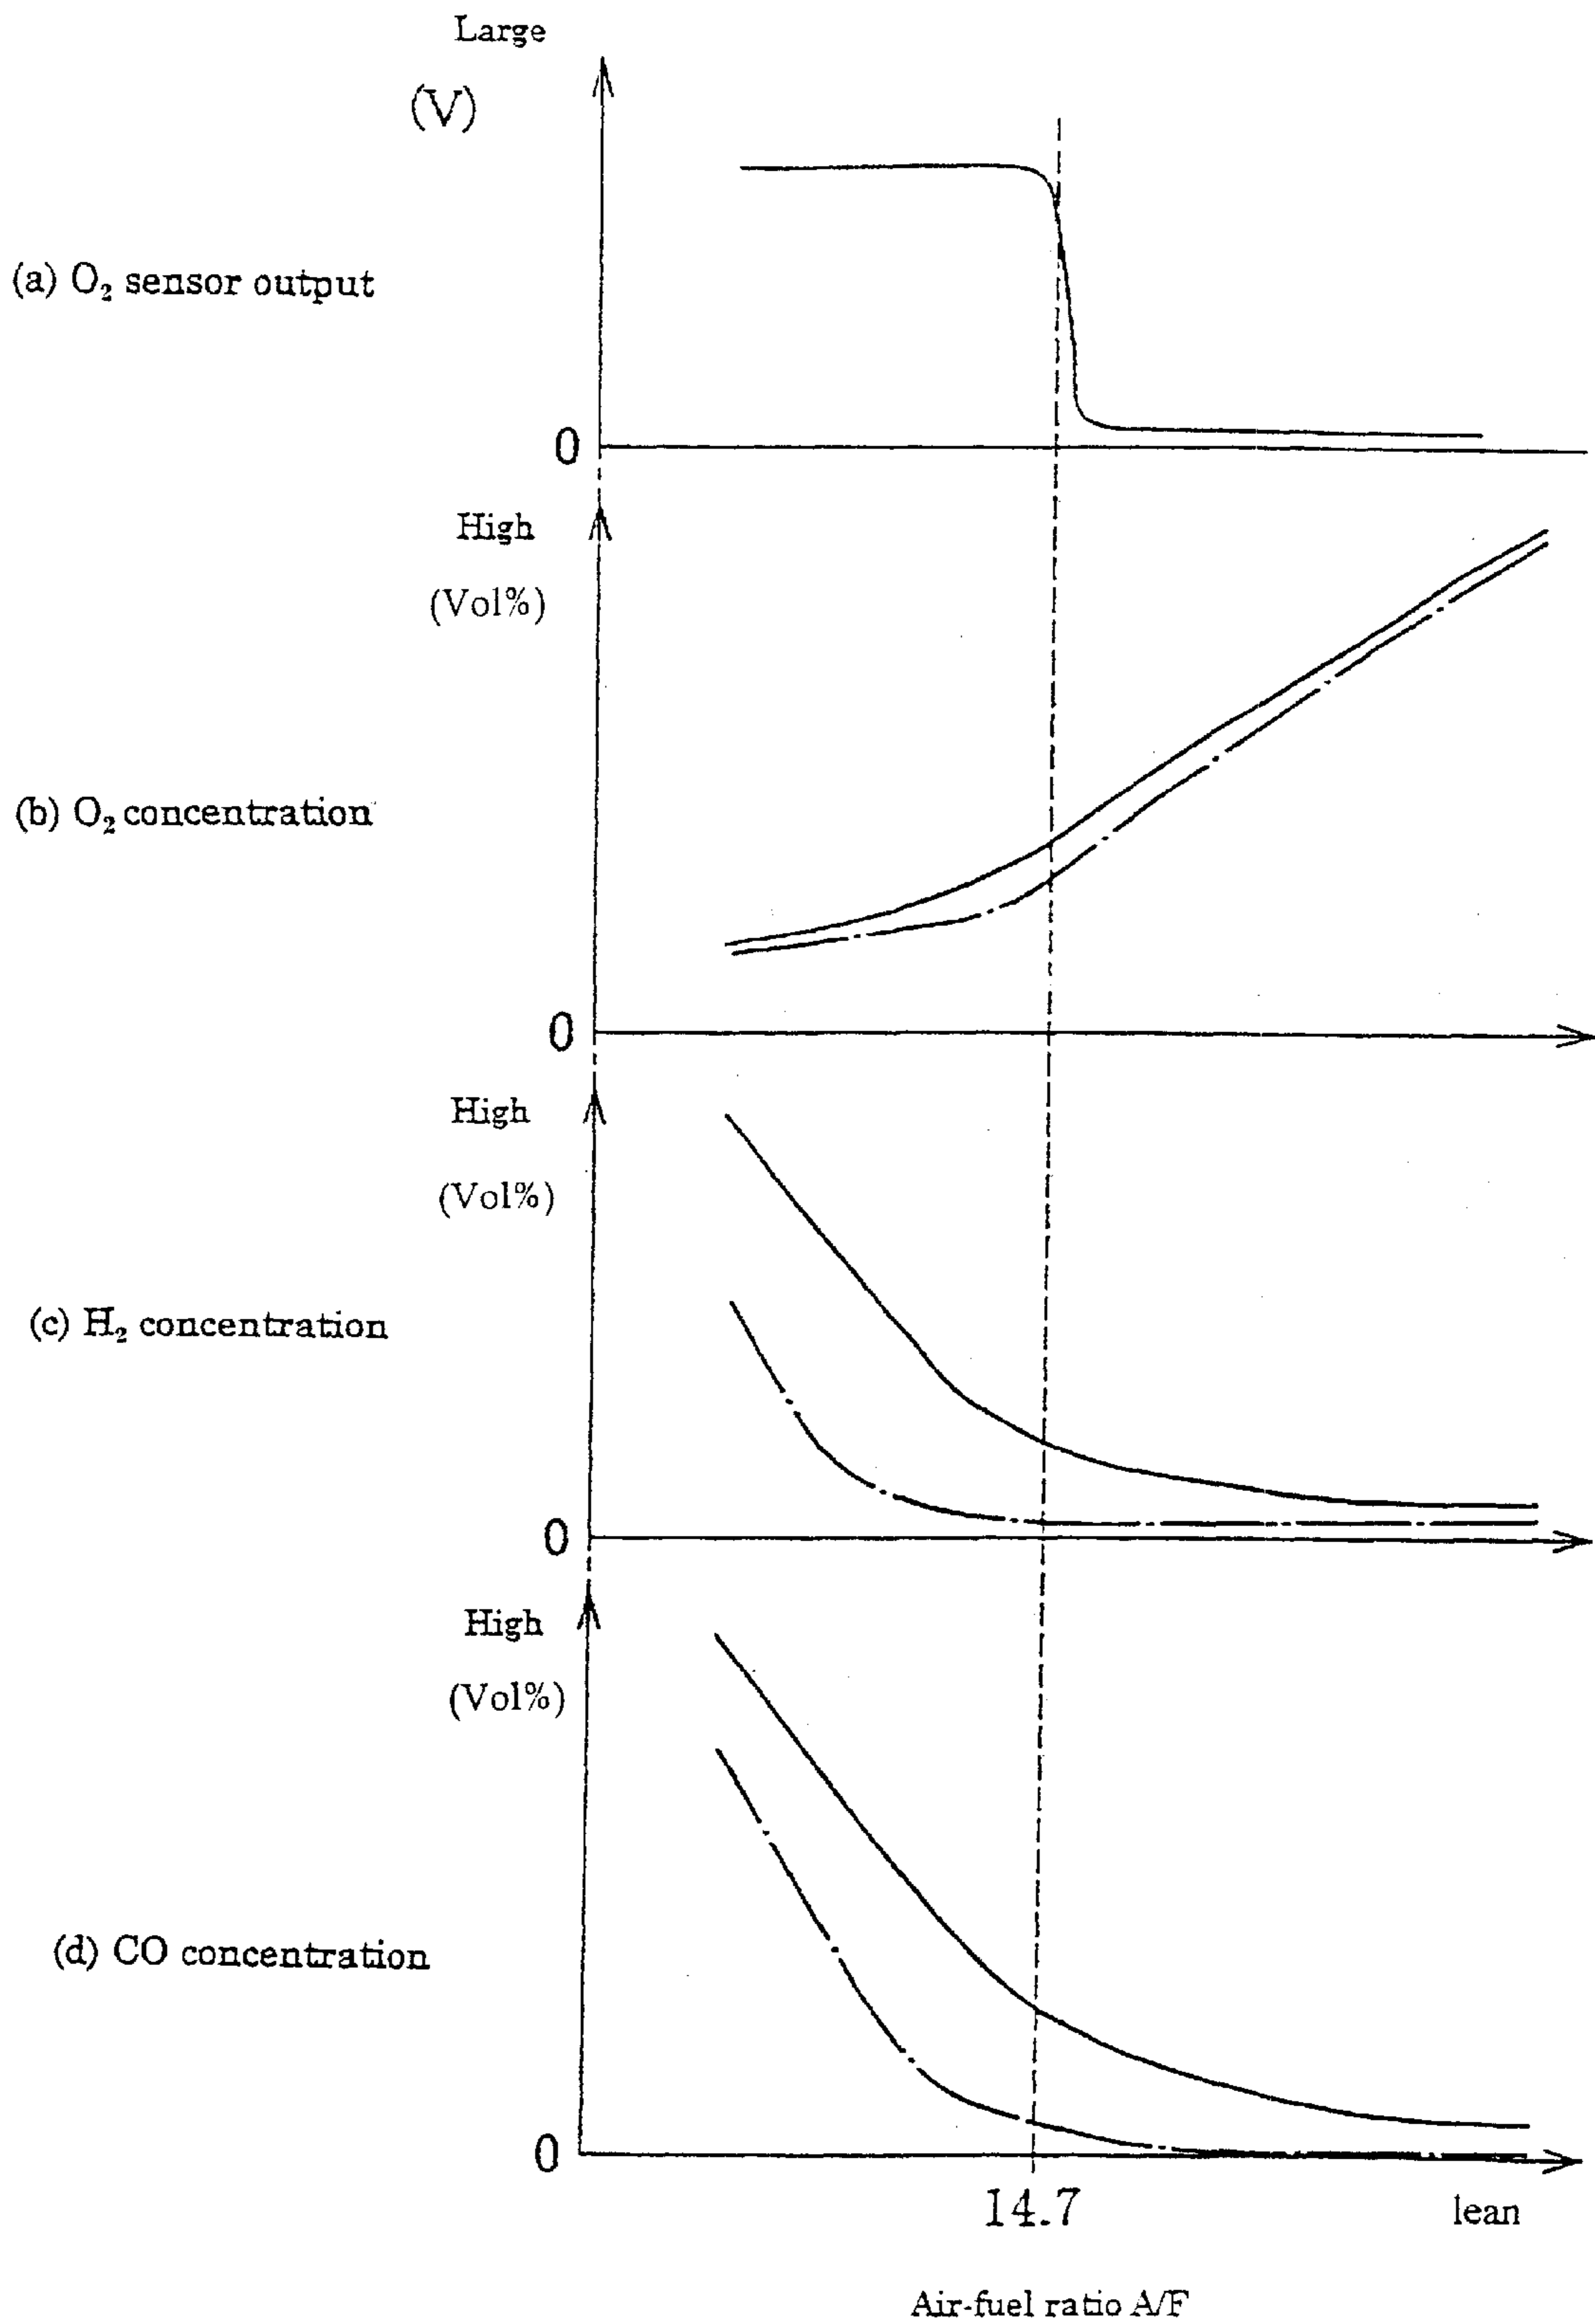 Large
(V)
(a) O₂ sensor output
0
High
(Vol%)
(b) O₂ concentration
0
High
(Vol%)
(c) H₂ concentration
0
High
(Vol%)
(d) CO concentration
0
14.7
lean
Air-fuel ratio A/F